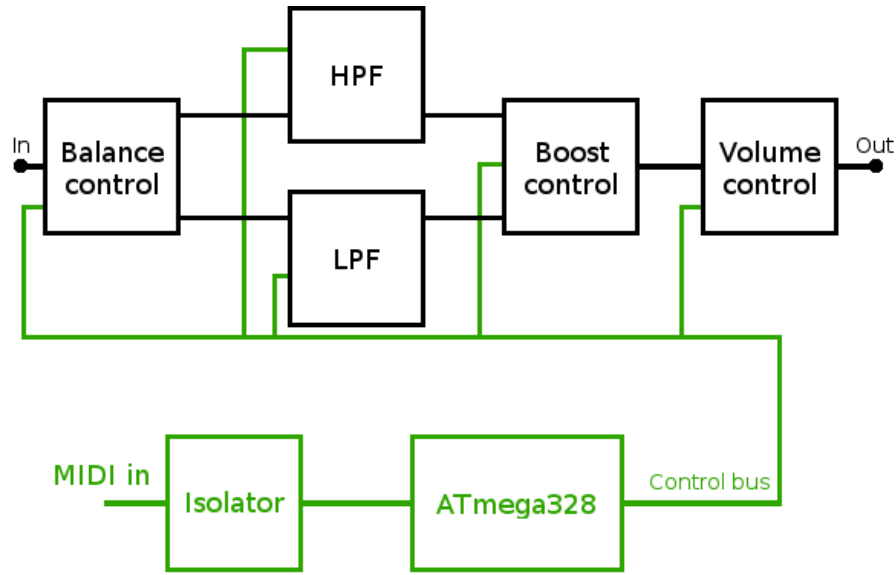 HPF
In
Balance
control
Boost
control
Volume
control
Out
LPF
MIDI in
Isolator
ATmega328
Control bus